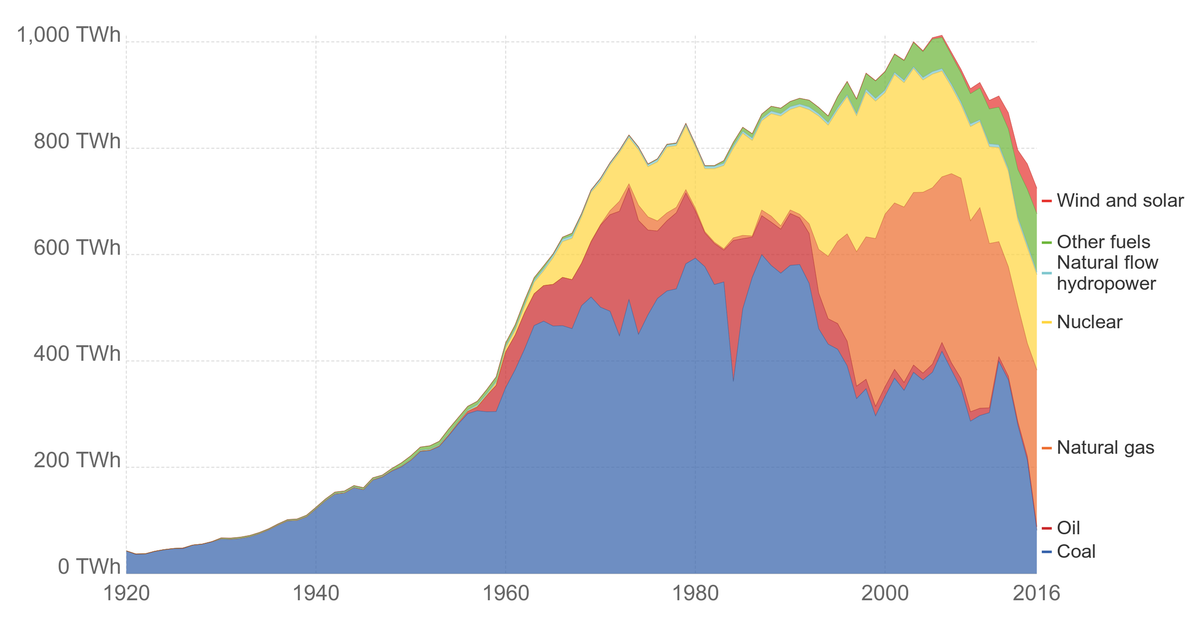 1,000 TWh
800 TWh
600 TWh
400 TWh
200 TWh
0 TWh
1920
1940
1960
1980
2000
2016
Wind and solar
Other fuels
Natural flow
hydropower
Nuclear
Natural gas
Oil
Coal